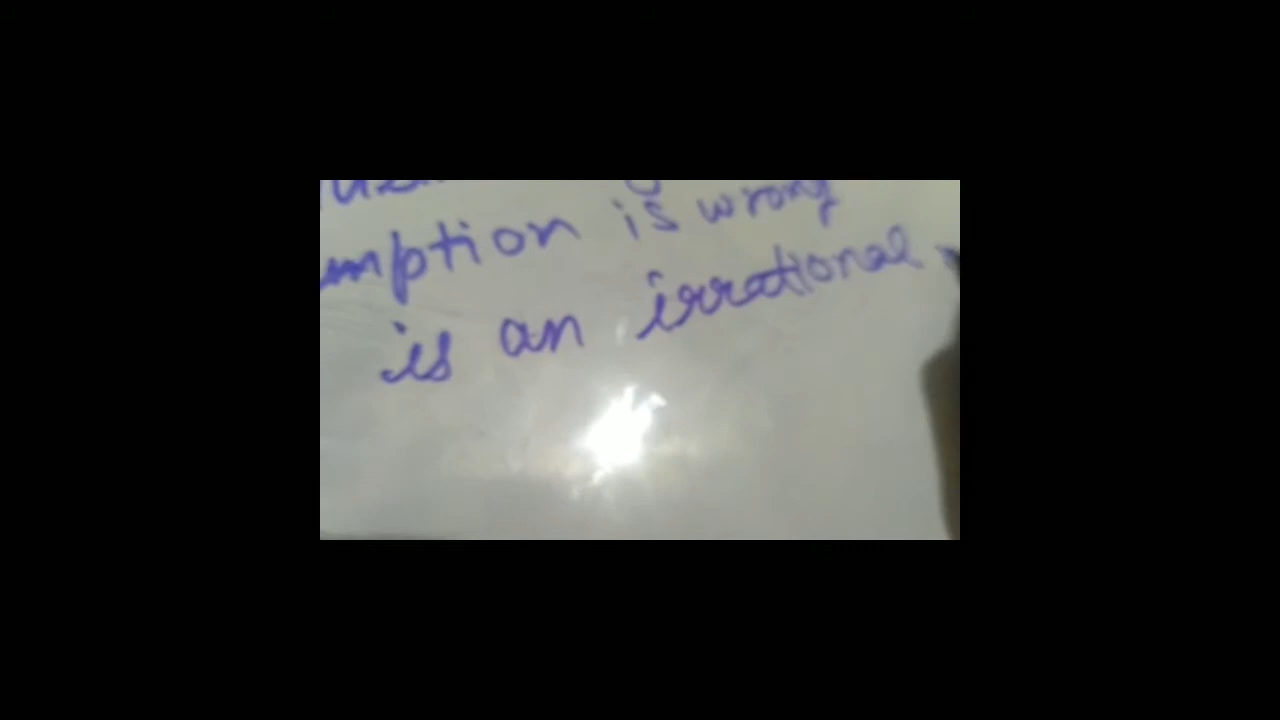 mption is wrong
is an irrational